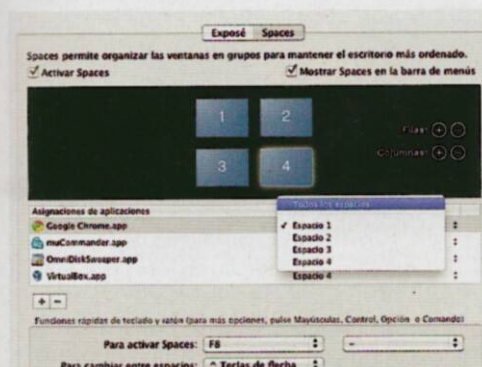 Exposé Spaces
Spaces permite organizar las ventanas en grupos para mantener el escritorio más ordenado.
Activar Spaces
Mostrar Spaces en la barra de menús
1 2
Filas:
3 4
Columnas:
Asignaciones de aplicaciones
Todos los espacios
Google Chrome.app
Espacio 1
muCommander.app
Espacio 2
Espacio 3
OmniDiskSweeper.app
Espacio 4
VirtualBox.app
Espacio 4
+ -
Funciones rápidas de teclado y ratón (para más opciones, pulse Mayúsculas, Control, Opción o Comando)
Para activar Spaces: F8 -
Para cambiar entre espacios: ^ Teclas de flecha